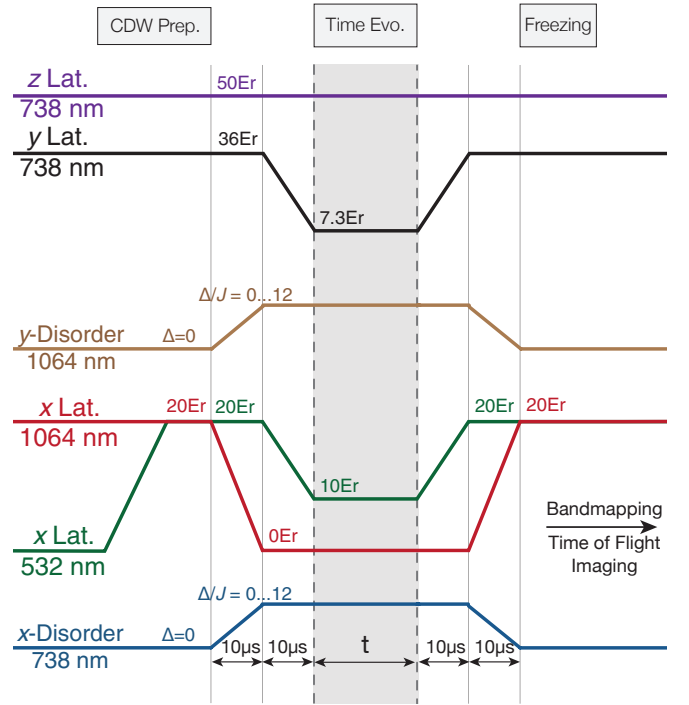 CDW Prep.
Time Evo.
Freezing
z Lat.
738 nm
50Er
y Lat.
738 nm
36Er
7.3Er
Δ/J = 0...12
y-Disorder
1064 nm
Δ=0
x Lat.
1064 nm
20Er
20Er
20Er
20Er
10Er
0Er
Bandmapping
Time of Flight
Imaging
x Lat.
532 nm
Δ/J = 0...12
x-Disorder
738 nm
Δ=0
10μs
10μs
t
10μs
10μs